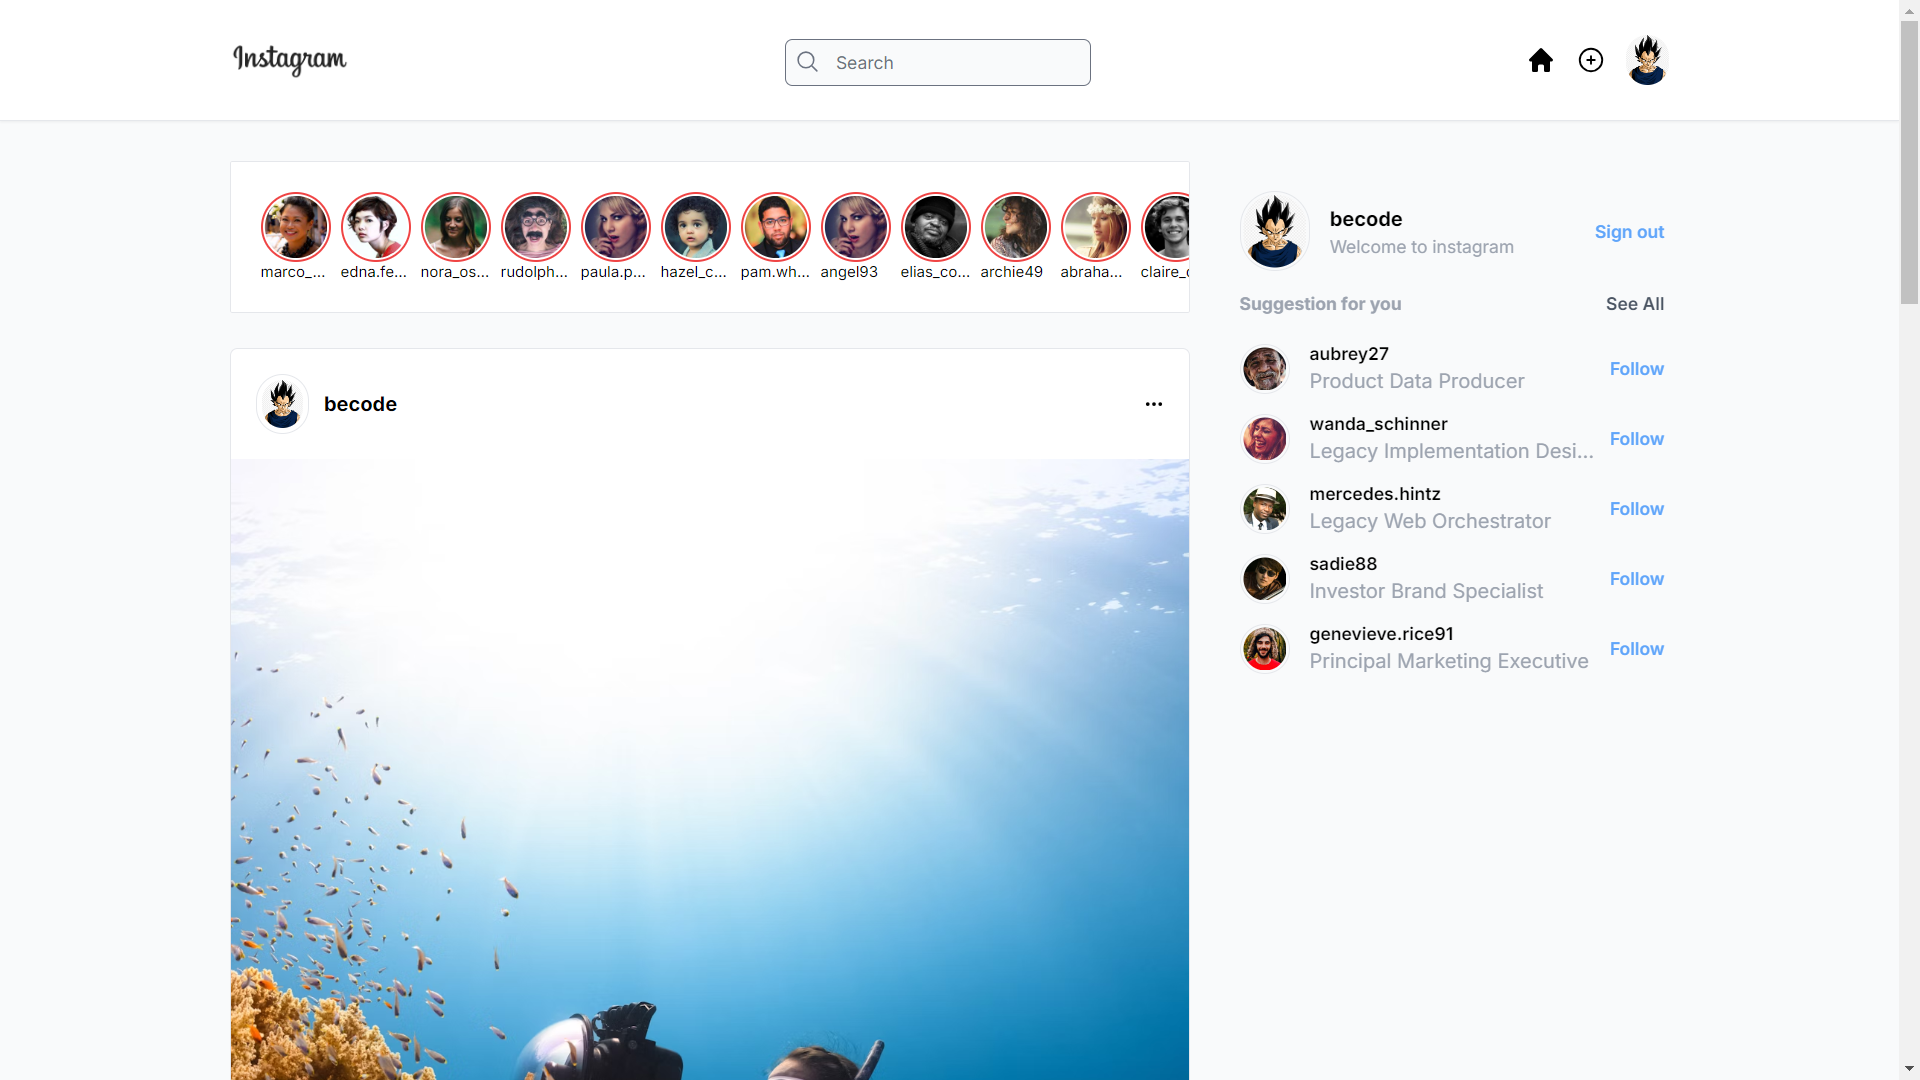 Instagram
Search
marco_...
edna.fe...
nora_os...
rudolph...
paula.p...
hazel_c...
pam.wh...
angel93
elias_co...
archie49
abraha...
claire_
becode
Welcome to instagram
Sign out
Suggestion for you
See All
aubrey27
Product Data Producer
Follow
wanda_schinner
Legacy Implementation Desi...
Follow
mercedes.hintz
Legacy Web Orchestrator
Follow
sadie88
Investor Brand Specialist
Follow
genevieve.rice91
Principal Marketing Executive
Follow
becode